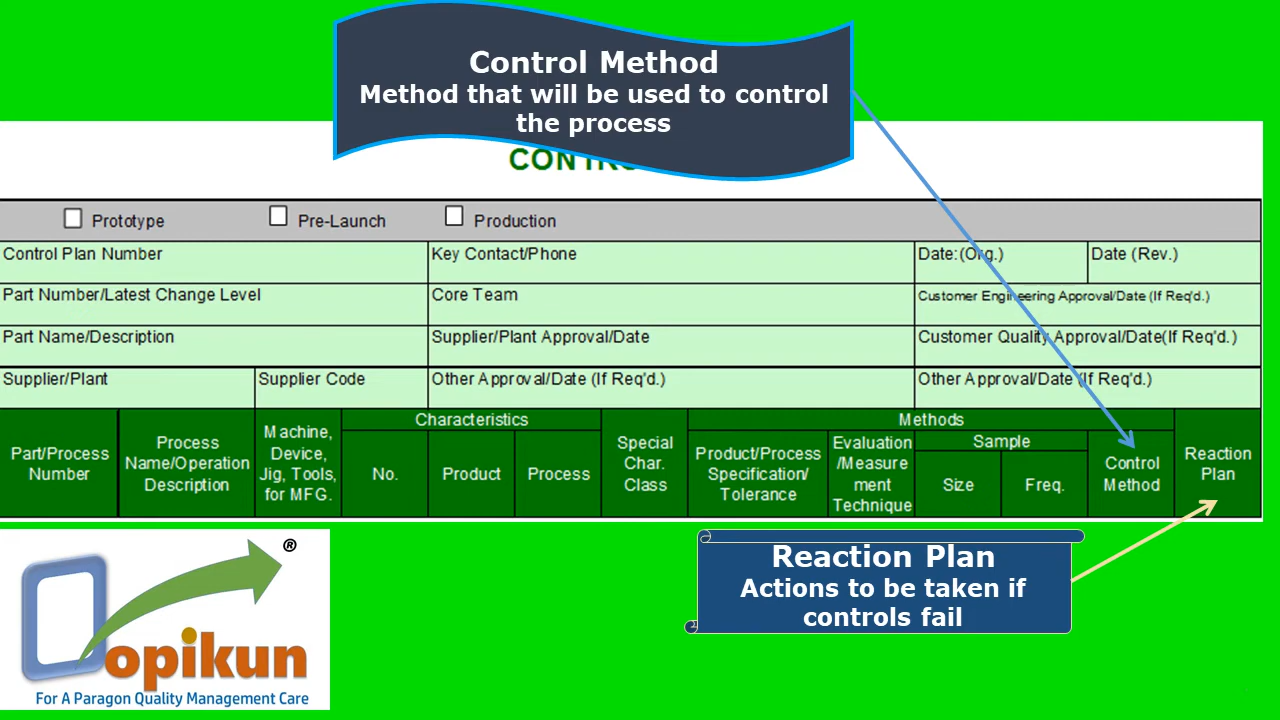 Control Method
Method that will be used to control
the process
Prototype
Pre-Launch
Production
Control Plan Number
Key Contact/Phone
Date:(Org.)
Date (Rev.)
Part Number/Latest Change Level
Core Team
Customer Engineering Approval/Date (If Req'd.)
Part Name/Description
Supplier/Plant Approval/Date
Customer Quality Approval/Date(If Req'd.)
Supplier/Plant
Supplier Code
Other Approval/Date (If Req'd.)
Other Approval/Date (If Req'd.)
Part/Process
Number
Process
Name/Operation
Description
Machine,
Device,
Jig, Tools,
for MFG.
Characteristics
No.
Product
Process
Special
Char.
Class
Methods
Product/Process
Specification/
Tolerance
Evaluation
/Measure
ment
Technique
Sample
Size
Freq.
Control
Method
Reaction
Plan
Reaction Plan
Actions to be taken if
controls fail
opikun
®
For A Paragon Quality Management Care